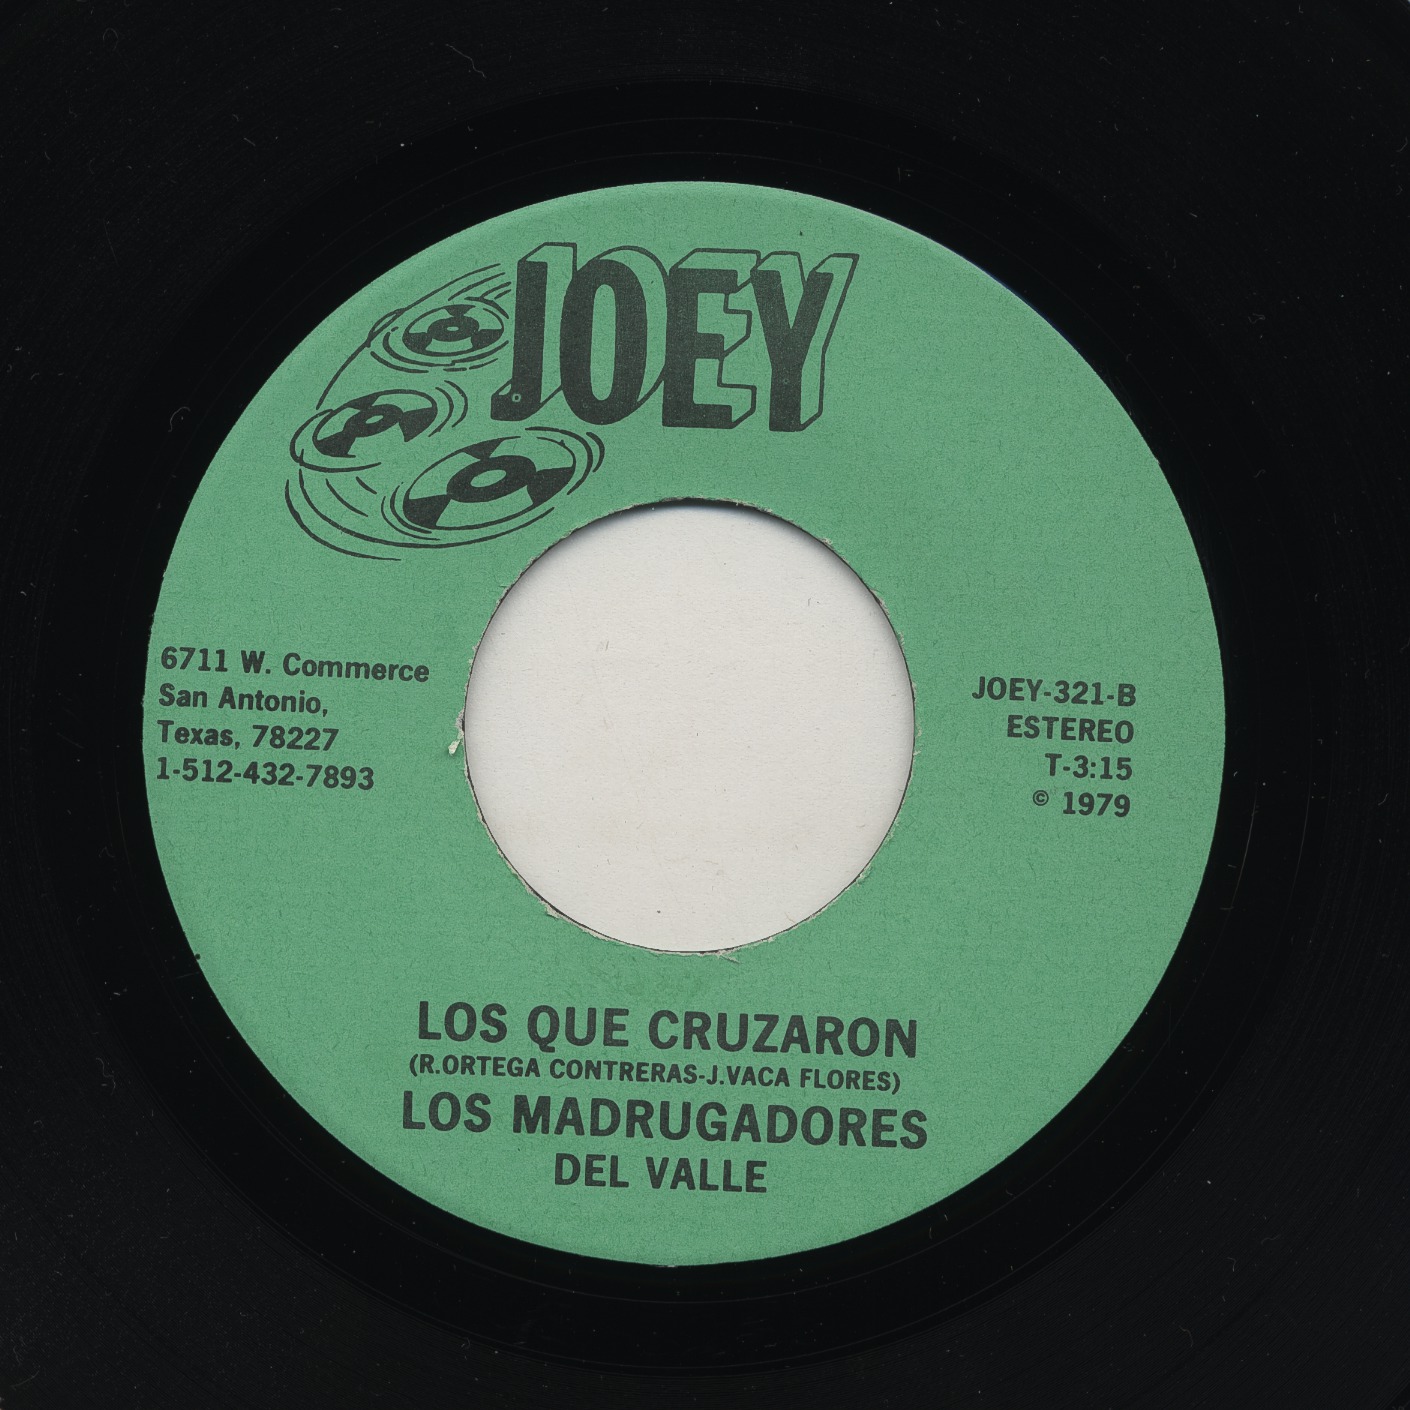 JOEY
6711 W. Commerce
San Antonio,
Texas, 78227
1-512-432-7893
JOEY-321-B
ESTEREO
T-3:15
© 1979
LOS QUE CRUZARON
(R.ORTEGA CONTRERAS-J.VACA FLORES)
LOS MADRUGADORES
DEL VALLE